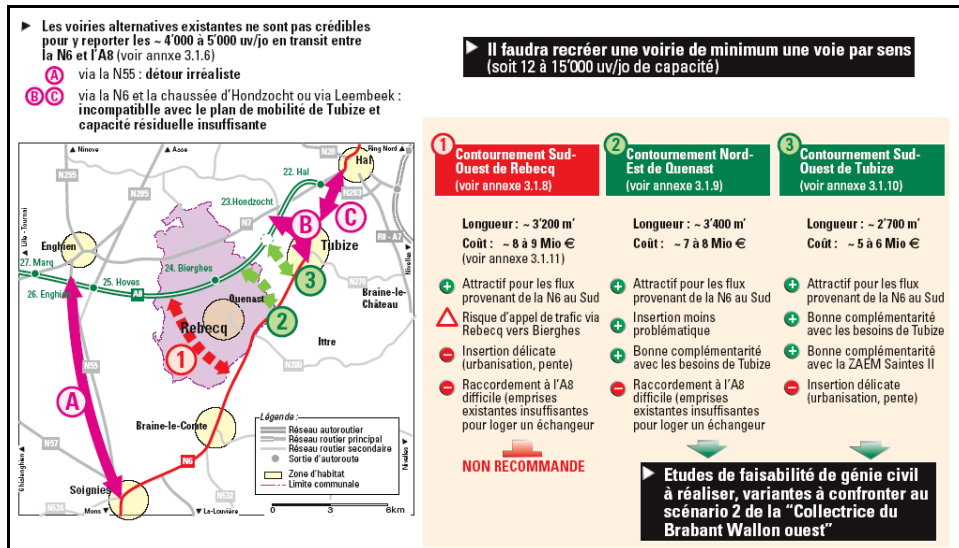 ► Les voiries alternatives existantes ne sont pas crédibles
pour y reporter les ~ 4'000 à 5'000 uv/jo en transit entre
la N6 et l'A8 (voir annxe 3.1.6)
A via la N55 : détour irréaliste
B C via la N6 et la chaussée d'Hondzocht ou via Leembeek :
incompatiblle avec le plan de mobilité de Tubize et
capacité résiduelle insuffisante
► Il faudra recréer une voirie de minimum une voie par sens
(soit 12 à 15'000 uv/jo de capacité)
▲ Ninove
▲ Asse
Ring Nord ▲
N28
Hal
22. Hal
N255
N285
N203
23.Hondzocht
N7
C
B
R0 - A7
▲ Lille -Tournai
Enghien
Tubize
Nivelles ▼
24. Bierghes
3
N276
27. Marq
25. Hoves
Braine-le-
Château
26. Enghien
A8
Quenast
2
Rebecq
Ittre
1
N280
N55
A
Braine-le-Comte
N57
Ghislenghien ▲
Nivelles ▼
N6
Soignies
N524
N532
Mons ▼
▼ La-Louvière
Légende :
Réseau autoroutier
Réseau routier principal
Réseau routier secondaire
Sortie d'autoroute
Zone d'habitat
Limite communale
0 3 6km
1
Contournement Sud-
Ouest de Rebecq
(voir annexe 3.1.8)
Longueur : ~ 3'200 m'
Coût : ~ 8 à 9 Mio €
(voir annexe 3.1.11)
+ Attractif pour les flux
provenant de la N6 au Sud
Risque d'appel de trafic via
Rebecq vers Bierghes
− Insertion délicate
(urbanisation, pente)
− Raccordement à l'A8
difficile (emprises
existantes insuffisantes
pour loger un échangeur
NON RECOMMANDE
2
Contournement Nord-
Est de Quenast
(voir annexe 3.1.9)
Longueur : ~ 3'400 m'
Coût : ~ 7 à 8 Mio €
+ Attractif pour les flux
provenant de la N6 au Sud
+ Insertion moins
problématique
+ Bonne complémentarité
avec les besoins de Tubize
− Raccordement à l'A8
difficile (emprises
existantes insuffisantes
pour loger un échangeur
3
Contournement Sud-
Ouest de Tubize
(voir annexe 3.1.10)
Longueur : ~ 2'700 m'
Coût : ~ 5 à 6 Mio €
+ Attractif pour les flux
provenant de la N6 au Sud
+ Bonne complémentarité
avec les besoins de Tubize
+ Bonne complémentarité
avec la ZAEM Saintes II
− Insertion délicate
(urbanisation, pente)
► Etudes de faisabilité de génie civil
à réaliser, variantes à confronter au
scénario 2 de la “Collectrice du
Brabant Wallon ouest”